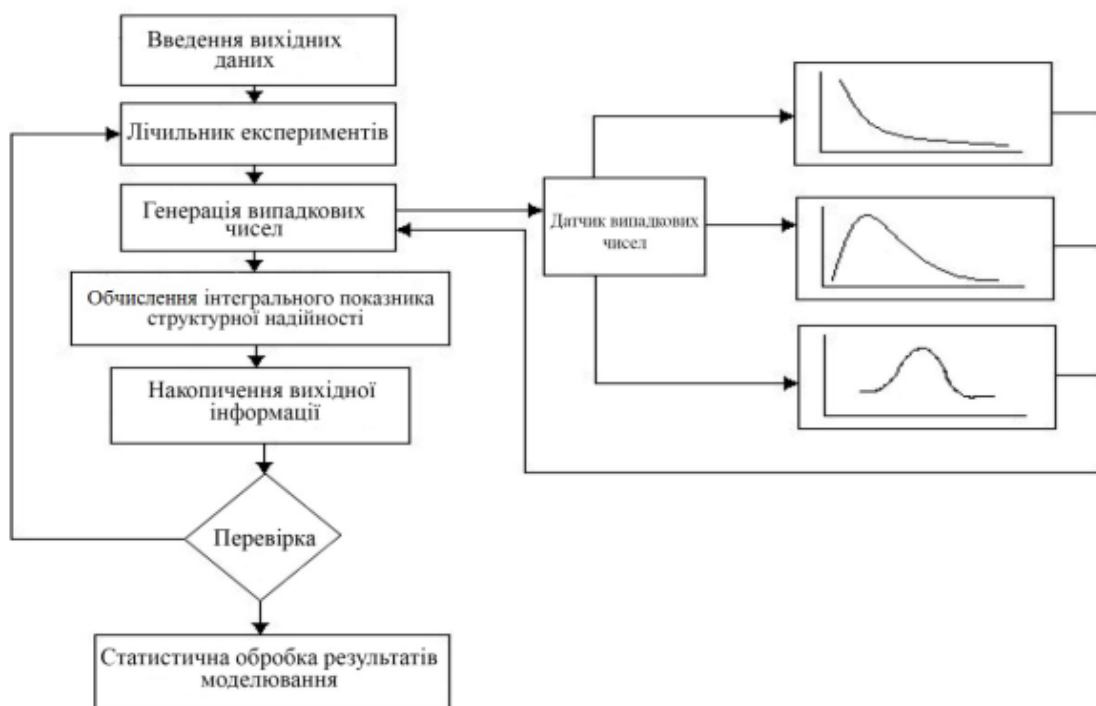 Введення вихідних
даних
Лічильник експериментів
Генерація випадкових
чисел
Датчик випадкових
чисел
Обчислення інтегрального показника
структурної надійності
Накопичення вихідної
інформації
Перевірка
Статистична обробка результатів
моделювання